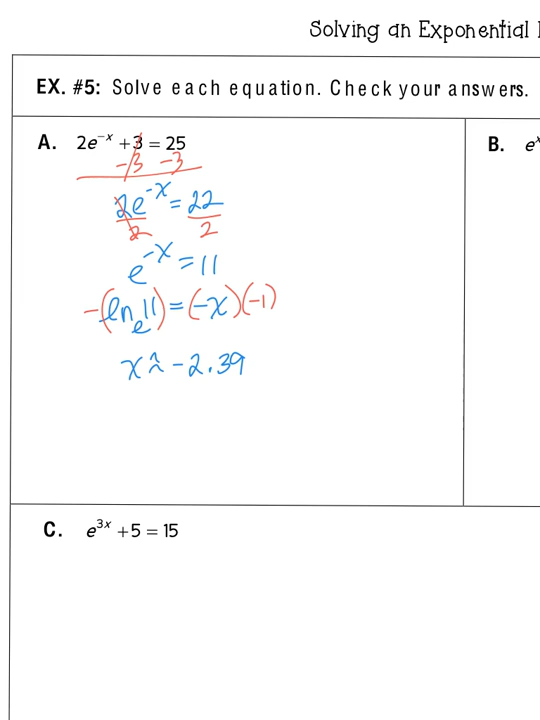 Solving an Exponential
EX. #5: Solve each equation. Check your answers.
A. 2e^{-x} + 3 = 25
-3 -3
2e^{-x} = 22
2 2
e^{-x} = 11
-(ln_e 11) = (-x)(-1)
x ≈ -2.39
B. e^x
C. e^{3x} + 5 = 15